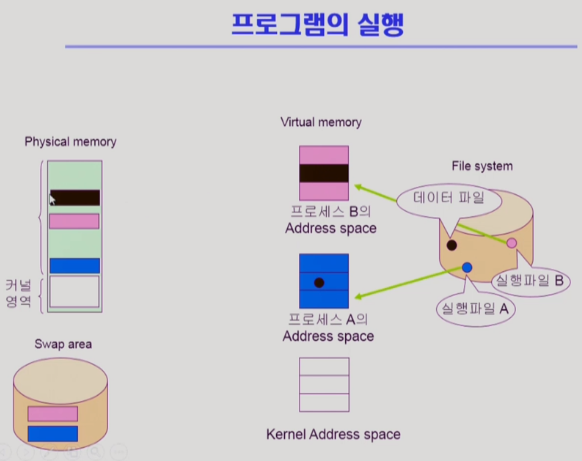 프로그램의 실행
Virtual memory
Physical memory
File system
데이터 파일
프로세스 B의
Address space
실행파일 B
커널
영역
실행파일 A
프로세스 A의
Address space
Swap area
Kernel Address space